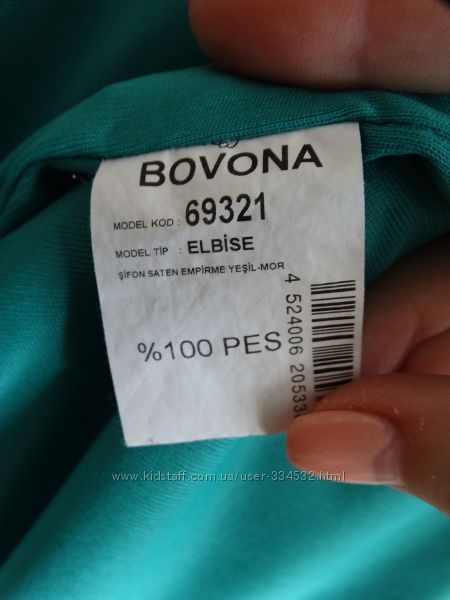 BOVONA
MODEL KOD : 69321
MODEL TİP : ELBİSE
ŞİFON SATEN EMPİRME YEŞİL-MOR
%100 PES
4 524006 20533
www.kidstaff.com.ua/user-334532.html